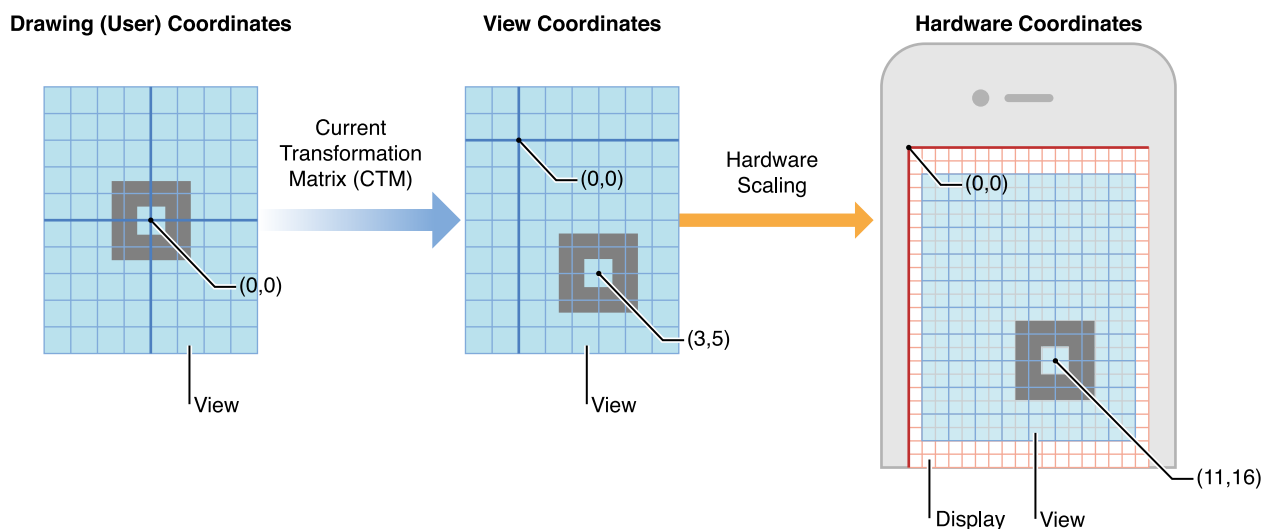 Drawing (User) Coordinates
View Coordinates
Hardware Coordinates
Current
Transformation
Matrix (CTM)
Hardware
Scaling
(0,0)
(0,0)
(0,0)
(3,5)
(11,16)
View
View
Display
View